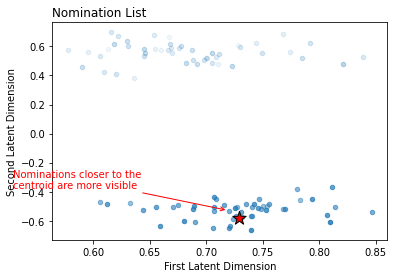 Nomination List
Second Latent Dimension
0.6
0.4
0.2
0.0
−0.2
−0.4
−0.6
Nominations closer to the
centroid are more visible
0.60 0.65 0.70 0.75 0.80 0.85
First Latent Dimension